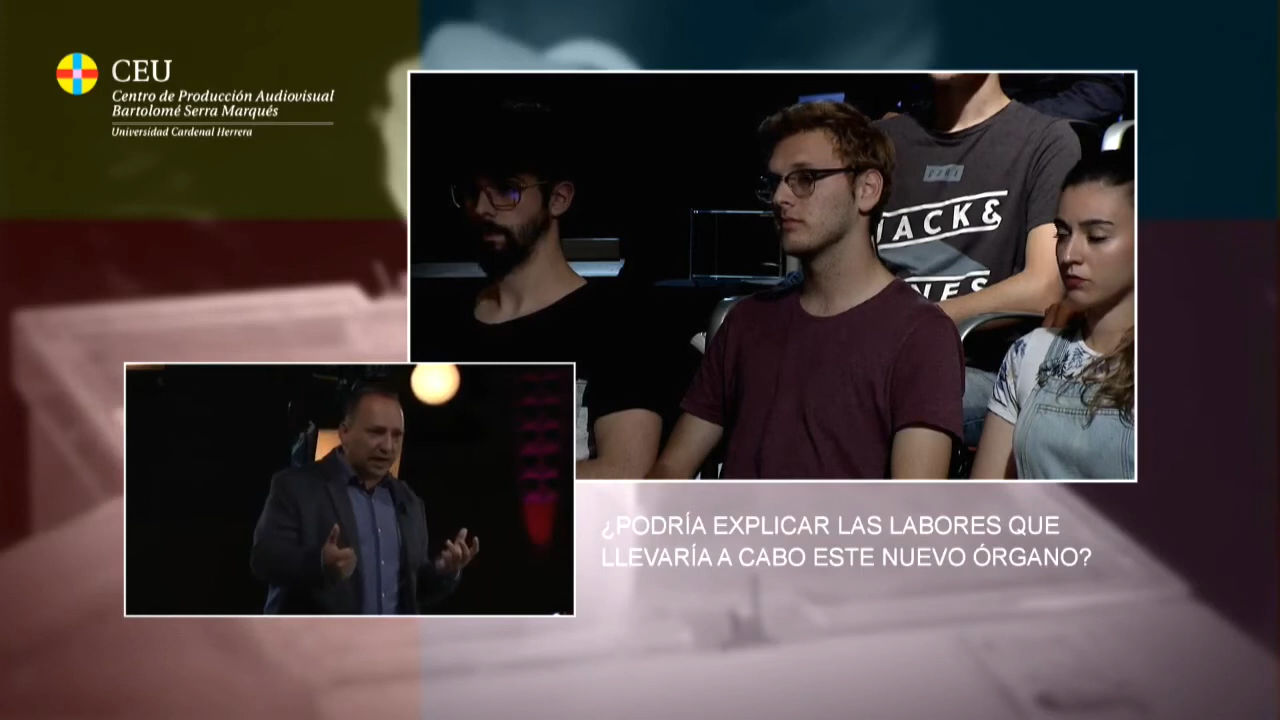 CEU
Centro de Producción Audiovisual
Bartolomé Serra Marqués
Universidad Cardenal Herrera
JACK&
¿PODRÍA EXPLICAR LAS LABORES QUE
LLEVARÍA A CABO ESTE NUEVO ÓRGANO?